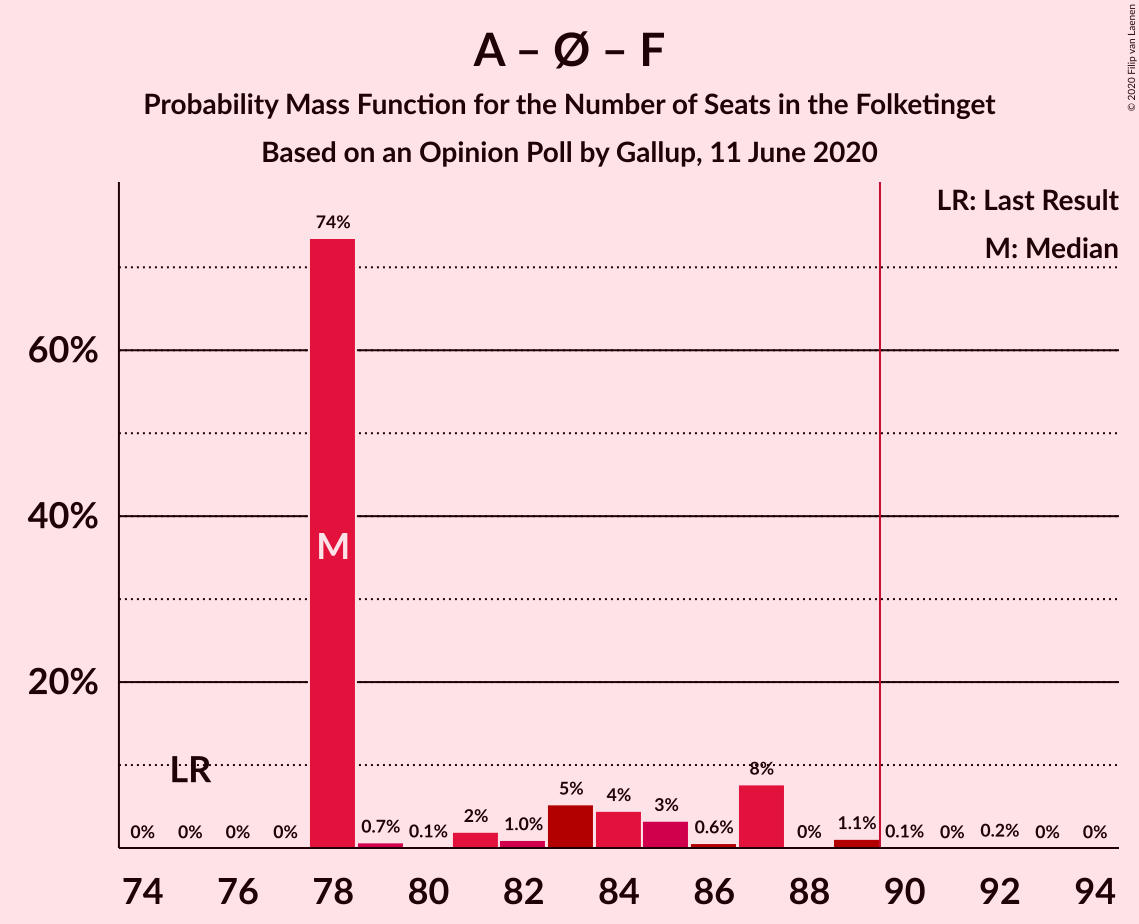 A – Ø – F
Probability Mass Function for the Number of Seats in the Folketinget
Based on an Opinion Poll by Gallup, 11 June 2020
© 2020 Filip van Laenen
LR: Last Result
M: Median
60%
40%
20%
74%
M
LR
0% 0% 0% 0% 0.7% 0.1% 2% 1.0% 5% 4% 3% 0.6% 8% 0% 1.1% 0.1% 0% 0.2% 0% 0%
74 76 78 80 82 84 86 88 90 92 94